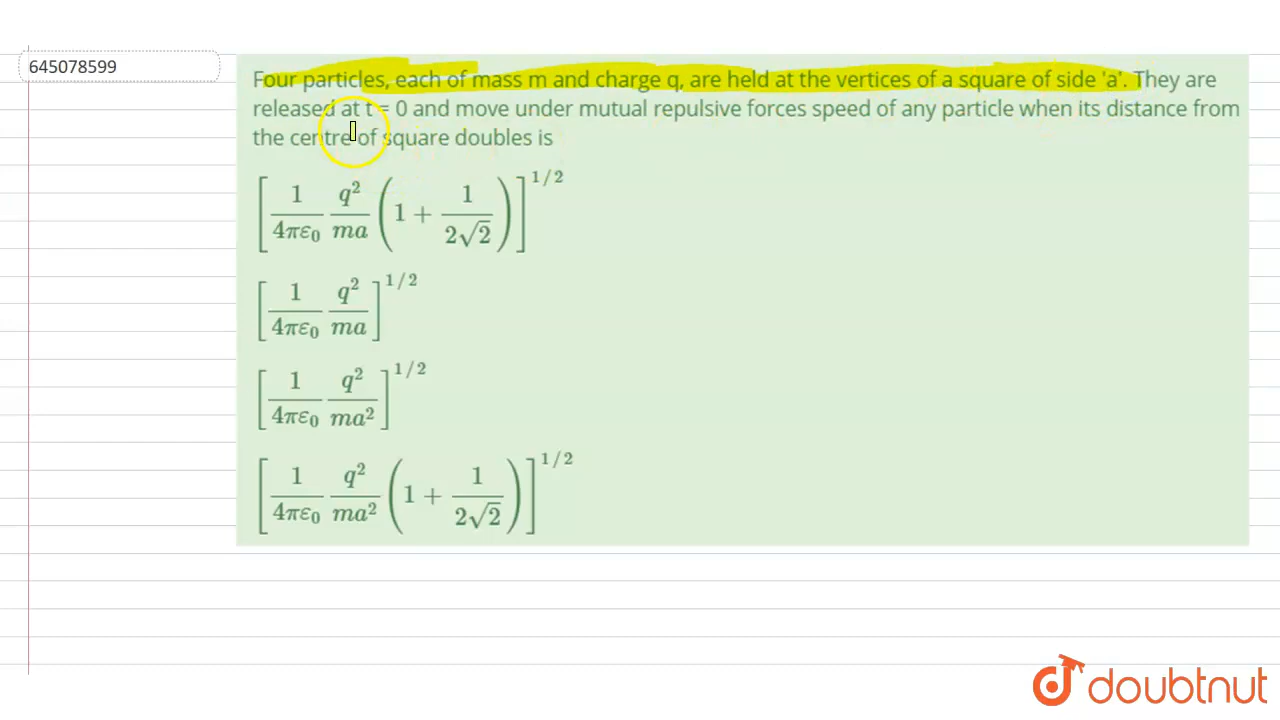 645078599
Four particles, each of mass m and charge q, are held at the vertices of a square of side 'a'. They are
released at t = 0 and move under mutual repulsive forces speed of any particle when its distance from
the centre of square doubles is
[1/4πε₀ q²/ma (1 + 1/2√2)]^1/2
[1/4πε₀ q²/ma]^1/2
[1/4πε₀ q²/ma²]^1/2
[1/4πε₀ q²/ma² (1 + 1/2√2)]^1/2
doubtnut